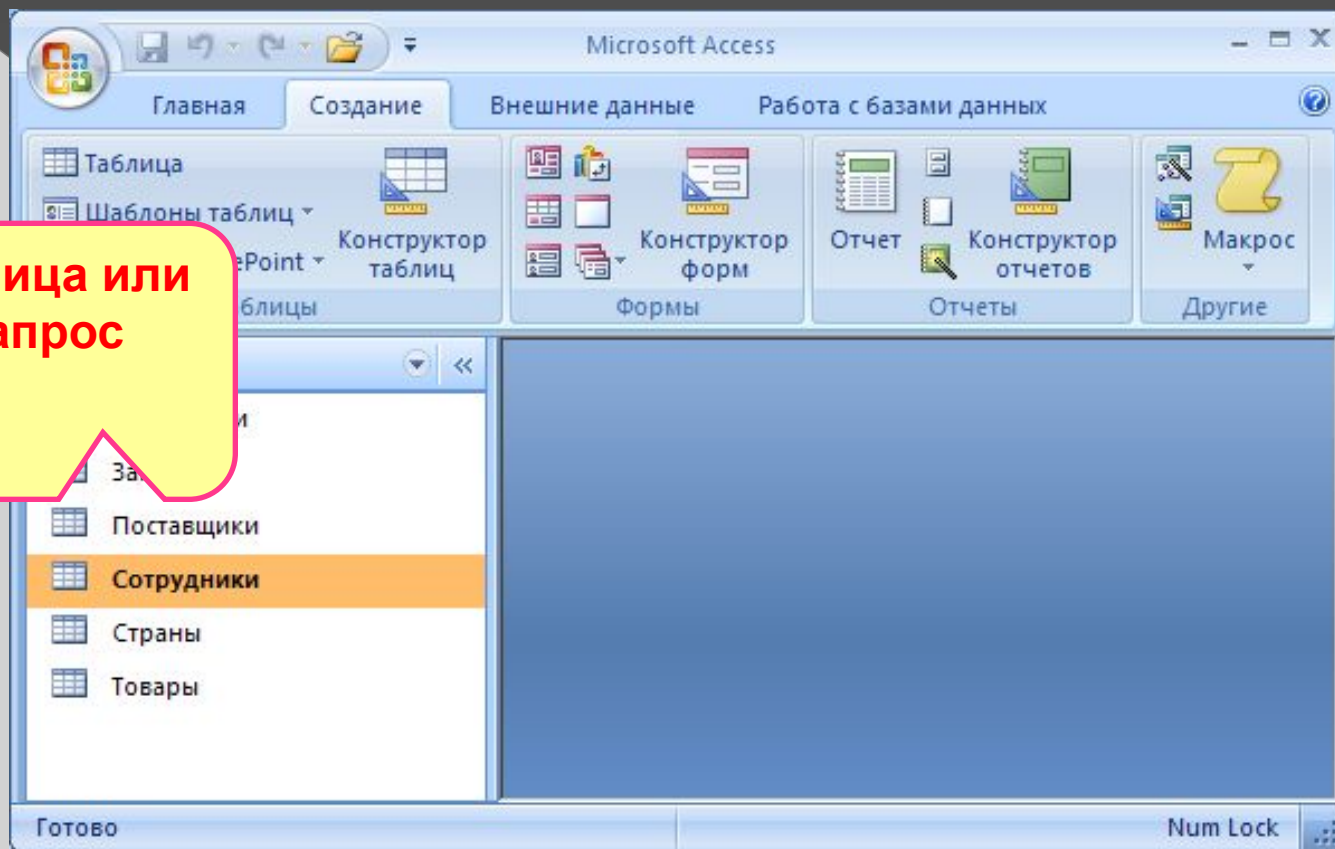 Microsoft Access
Главная Создание Внешние данные Работа с базами данных
Таблица
Шаблоны таблиц
ePoint
Конструктор таблиц
блицы
Конструктор форм
Формы
Отчет
Конструктор отчетов
Отчеты
Макрос
Другие
ица или
апрос
и
За
Поставщики
Сотрудники
Страны
Товары
Готово Num Lock